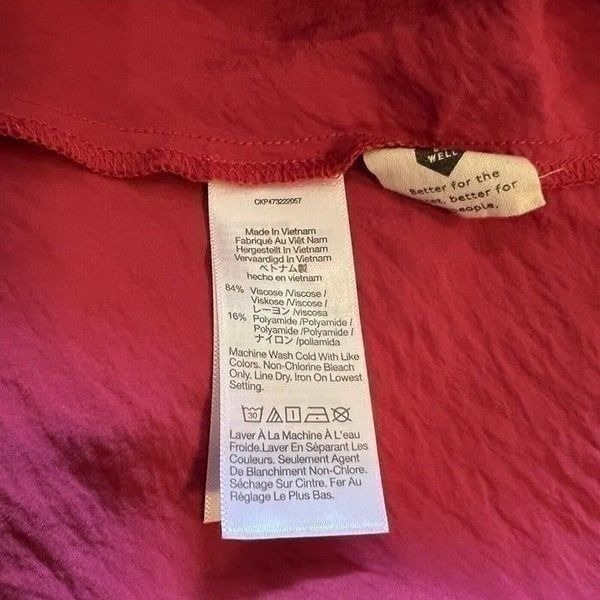 WELL
Better for the
better for
people.
CKP473222057
Made In Vietnam
Fabriqué Au Viêt Nam
Hergestellt In Vietnam
Vervaardigd In Vietnam
ベトナム製
hecho en vietnam
84% Viscose /Viscose /
Viskose /Viscose /
レーヨン /viscosa
16% Polyamide /Polyamide /
Polyamide /Polyamide /
ナイロン /poliamida
Machine Wash Cold With Like
Colors. Non-Chlorine Bleach
Only. Line Dry. Iron On Lowest
Setting.
30
Laver À La Machine À L'eau
Froide.Laver En Séparant Les
Couleurs. Seulement Agent
De Blanchiment Non-Chlore.
Séchage Sur Cintre. Fer Au
Réglage Le Plus Bas.